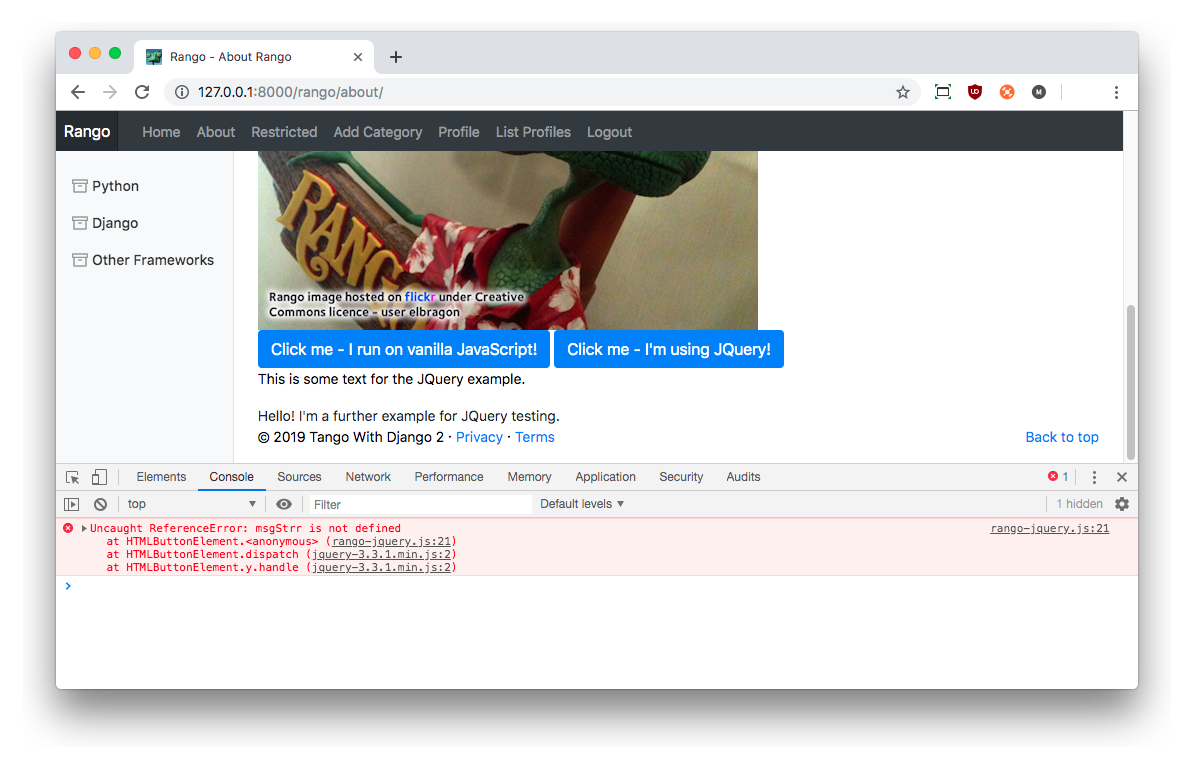 Rango - About Rango
127.0.0.1:8000/rango/about/
UD
M
Rango Home About Restricted Add Category Profile List Profiles Logout
Python
Django
Other Frameworks
RANGO
Rango image hosted on flickr under Creative
Commons licence - user elbragon
Click me - I run on vanilla JavaScript! Click me - I'm using JQuery!
This is some text for the JQuery example.
Hello! I'm a further example for JQuery testing.
© 2019 Tango With Django 2 · Privacy · Terms Back to top
Elements Console Sources Network Performance Memory Application Security Audits 1
top Filter Default levels 1 hidden
Uncaught ReferenceError: msgStrr is not defined rango-jquery.js:21
at HTMLButtonElement.<anonymous> (rango-jquery.js:21)
at HTMLButtonElement.dispatch (jquery-3.3.1.min.js:2)
at HTMLButtonElement.y.handle (jquery-3.3.1.min.js:2)